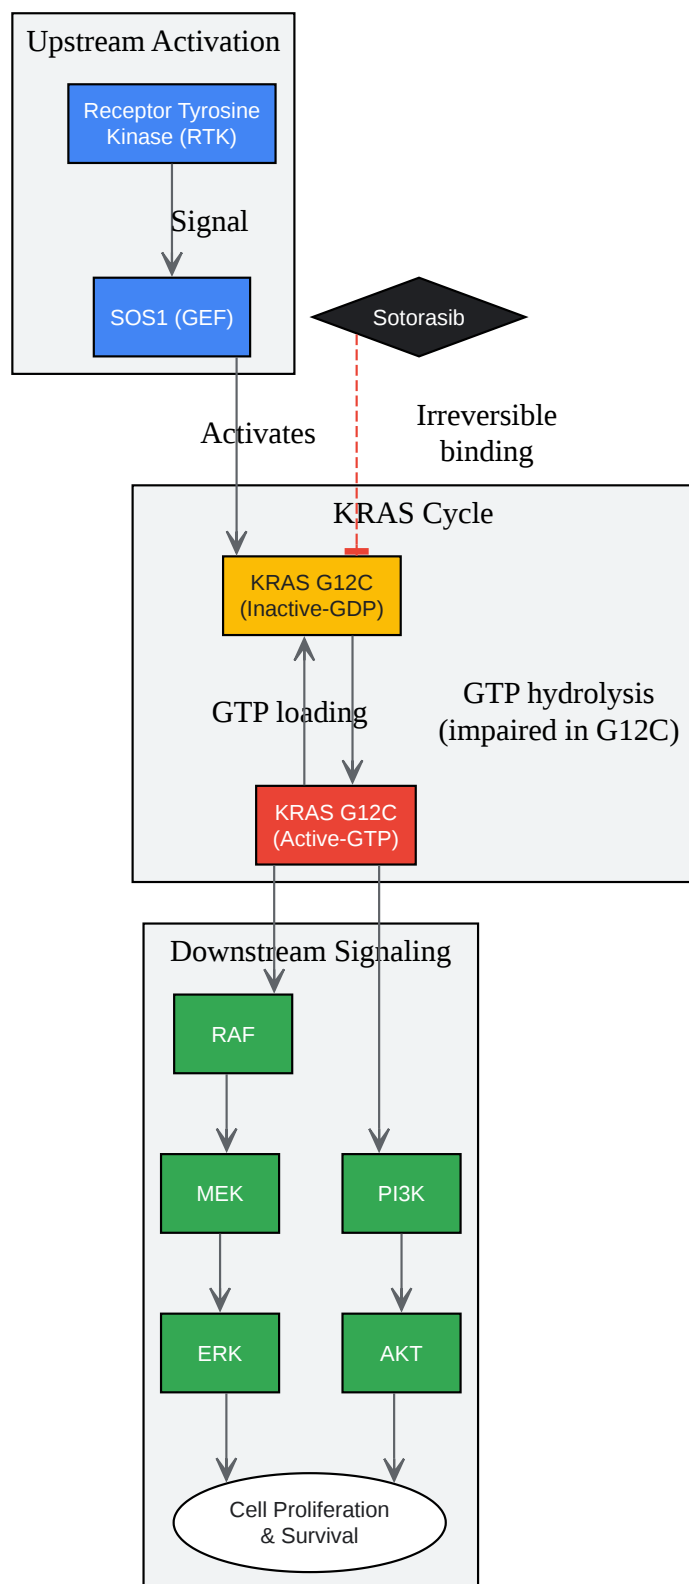 Upstream Activation
Receptor Tyrosine
Kinase (RTK)
Signal
SOS1 (GEF)
Sotorasib
Activates
Irreversible
binding
KRAS Cycle
KRAS G12C
(Inactive-GDP)
GTP loading
GTP hydrolysis
(impaired in G12C)
KRAS G12C
(Active-GTP)
Downstream Signaling
RAF
MEK
PI3K
ERK
AKT
Cell Proliferation
& Survival